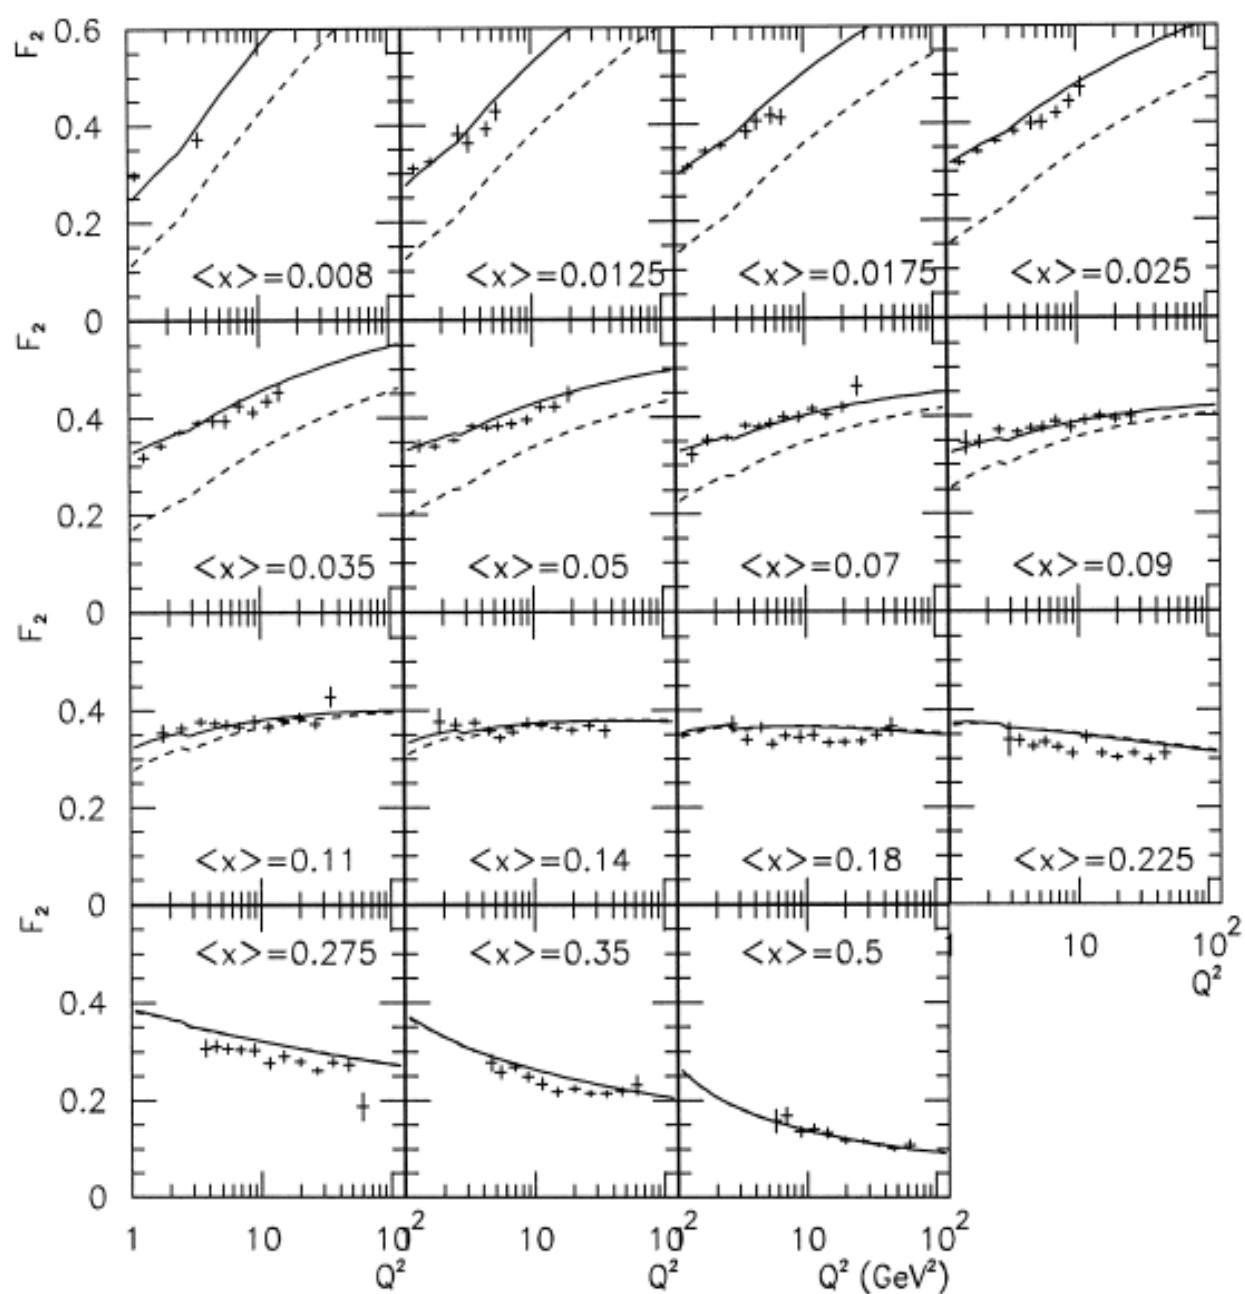 F₂ 0.6
0.4
0.2
<x>=0.008 <x>=0.0125 <x>=0.0175 <x>=0.025
0
F₂
0.4
0.2
<x>=0.035 <x>=0.05 <x>=0.07 <x>=0.09
0
F₂
0.4
0.2
<x>=0.11 <x>=0.14 <x>=0.18 <x>=0.225
0
F₂
<x>=0.275 <x>=0.35 <x>=0.5
1 10 10²
Q²
0.4
0.2
0
1 10 10² 10 10² 10 10²
Q² Q² Q² (GeV²)